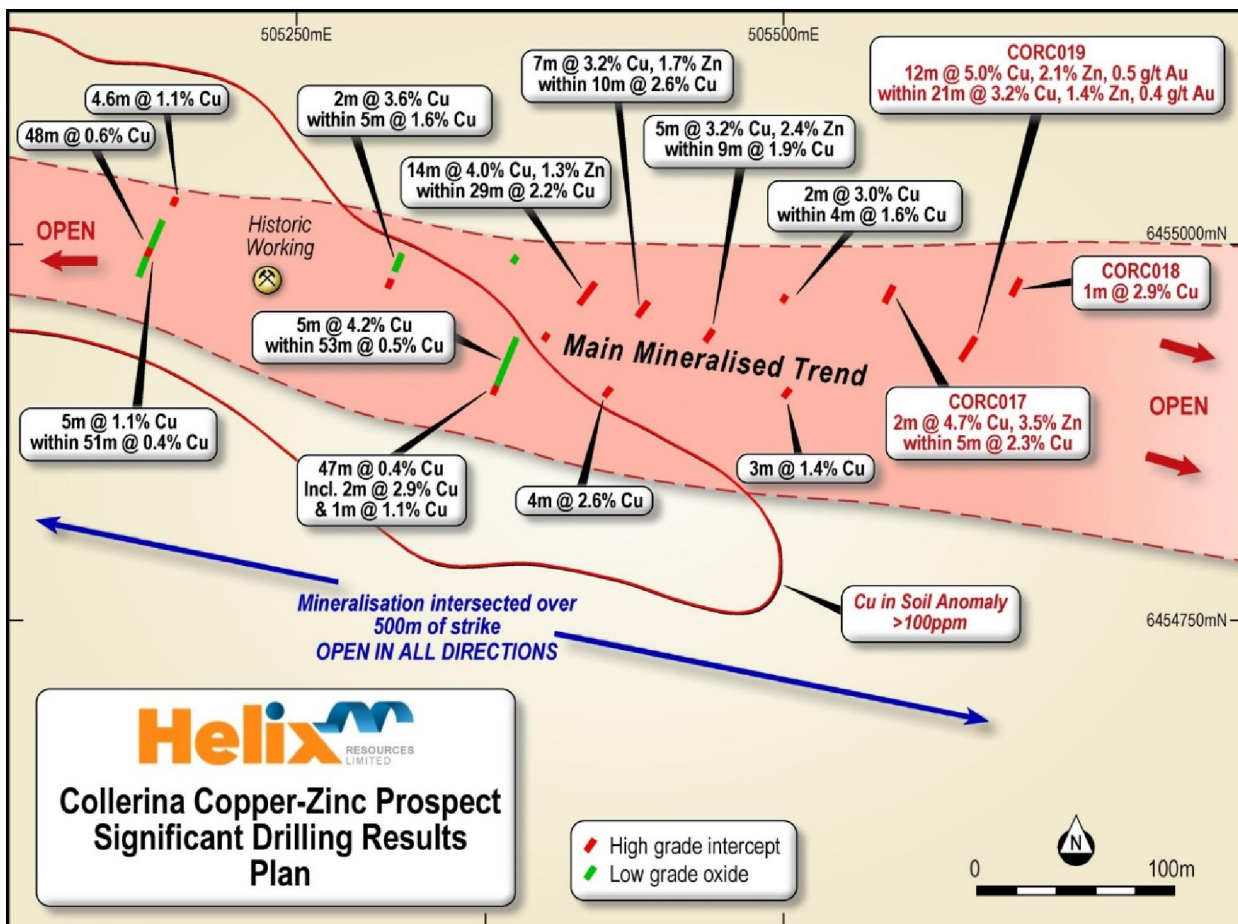 505250mE
505500mE
7m @ 3.2% Cu, 1.7% Zn
within 10m @ 2.6% Cu
CORC019
12m @ 5.0% Cu, 2.1% Zn, 0.5 g/t Au
within 21m @ 3.2% Cu, 1.4% Zn, 0.4 g/t Au
4.6m @ 1.1% Cu
2m @ 3.6% Cu
within 5m @ 1.6% Cu
48m @ 0.6% Cu
5m @ 3.2% Cu, 2.4% Zn
within 9m @ 1.9% Cu
14m @ 4.0% Cu, 1.3% Zn
within 29m @ 2.2% Cu
2m @ 3.0% Cu
within 4m @ 1.6% Cu
OPEN
Historic
Working
6455000mN
CORC018
1m @ 2.9% Cu
5m @ 4.2% Cu
within 53m @ 0.5% Cu
Main Mineralised Trend
CORC017
2m @ 4.7% Cu, 3.5% Zn
within 5m @ 2.3% Cu
OPEN
5m @ 1.1% Cu
within 51m @ 0.4% Cu
47m @ 0.4% Cu
Incl. 2m @ 2.9% Cu
& 1m @ 1.1% Cu
4m @ 2.6% Cu
3m @ 1.4% Cu
Mineralisation intersected over
500m of strike
OPEN IN ALL DIRECTIONS
Cu in Soil Anomaly
>100ppm
6454750mN
Helix
RESOURCES
LIMITED
Collerina Copper-Zinc Prospect
Significant Drilling Results
Plan
High grade intercept
Low grade oxide
N
0 100m